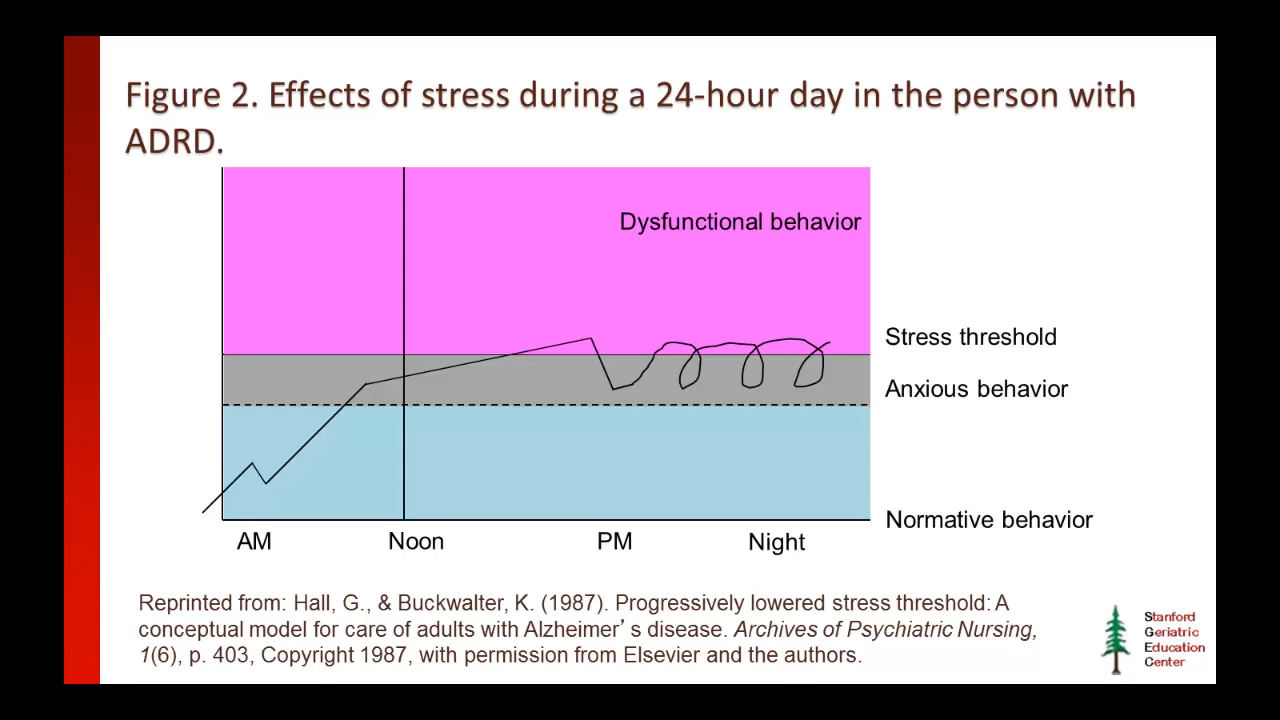 Figure 2. Effects of stress during a 24-hour day in the person with
ADRD.
Dysfunctional behavior
Stress threshold
Anxious behavior
Normative behavior
AM Noon PM Night
Reprinted from: Hall, G., & Buckwalter, K. (1987). Progressively lowered stress threshold: A
conceptual model for care of adults with Alzheimer’ s disease. Archives of Psychiatric Nursing,
1(6), p. 403, Copyright 1987, with permission from Elsevier and the authors.
Stanford
Geriatric
Education
Center